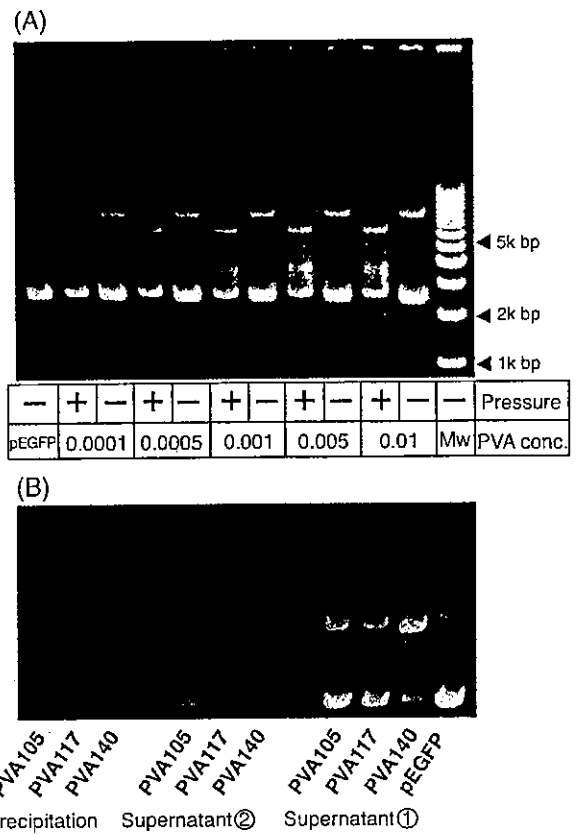 (A)
5k bp
2k bp
1k bp
− + − + − + − + − + − − Pressure
pEGFP 0.0001 0.0005 0.001 0.005 0.01 Mw PVA conc.
(B)
PVA105 PVA117 PVA140 PVA105 PVA117 PVA140 PVA105 PVA117 PVA140 pEGFP
recipitation Supernatant② Supernatant①